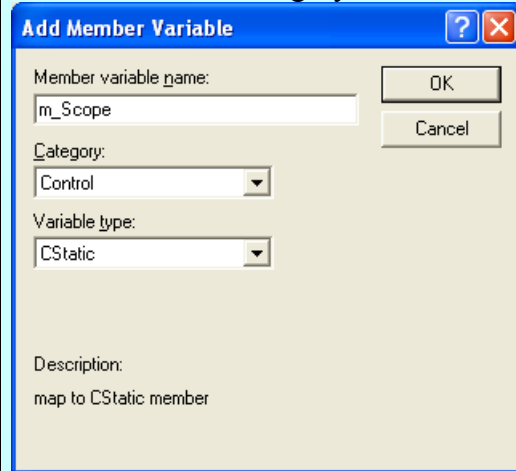 Add Member Variable
Member variable name:
OK
m_Scope
Cancel
Category:
Control
Variable type:
CStatic
Description:
map to CStatic member